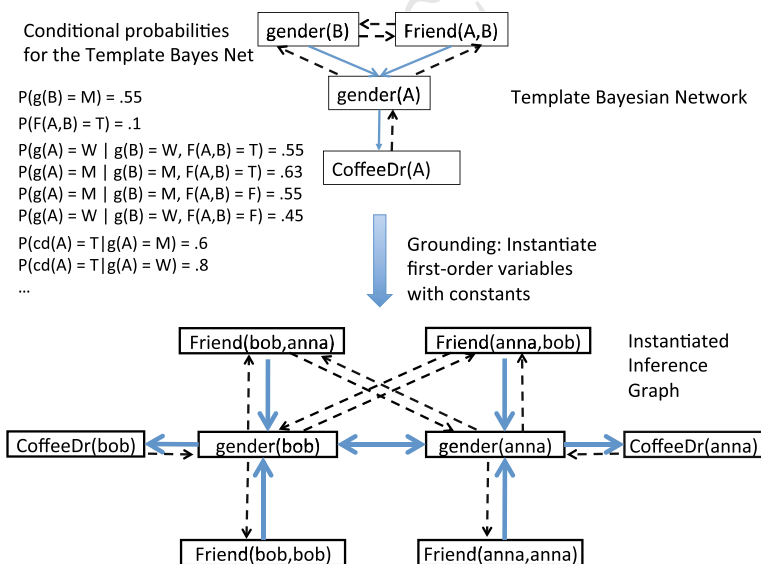 Conditional probabilities
for the Template Bayes Net
gender(B)
Friend(A,B)
gender(A)
Template Bayesian Network
CoffeeDr(A)
P(g(B) = M) = .55
P(F(A,B) = T) = .1
P(g(A) = W | g(B) = W, F(A,B) = T) = .55
P(g(A) = M | g(B) = M, F(A,B) = T) = .63
P(g(A) = M | g(B) = M, F(A,B) = F) = .55
P(g(A) = W | g(B) = W, F(A,B) = F) = .45
P(cd(A) = T|g(A) = M) = .6
P(cd(A) = T|g(A) = W) = .8
…
Grounding: Instantiate
first-order variables
with constants
Friend(bob,anna)
Friend(anna,bob)
Instantiated
Inference
Graph
CoffeeDr(bob)
gender(bob)
gender(anna)
CoffeeDr(anna)
Friend(bob,bob)
Friend(anna,anna)